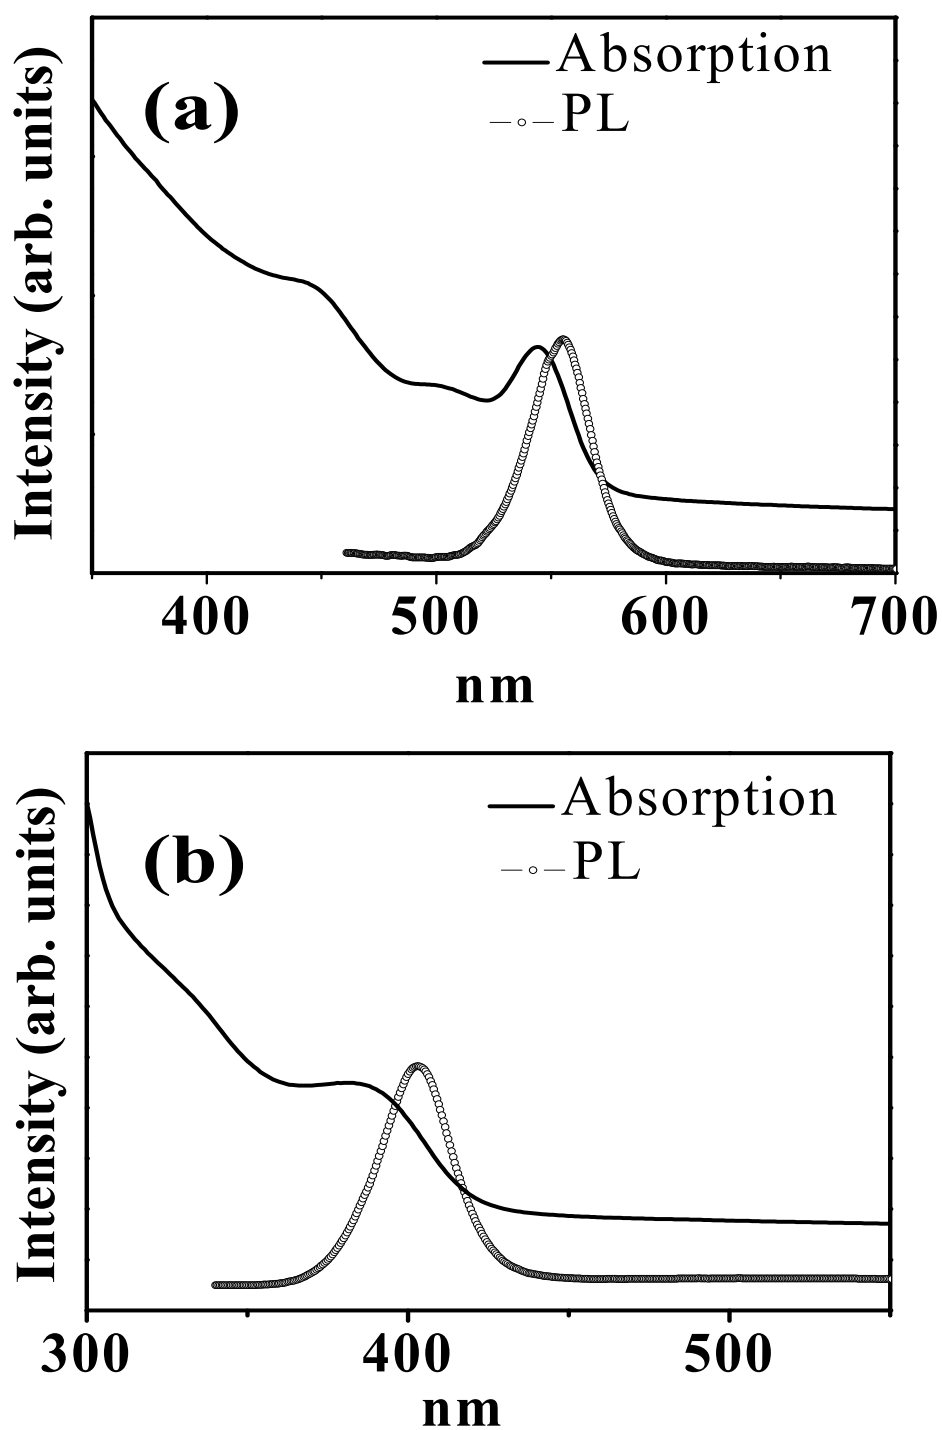 Absorption
PL
(a)
Intensity (arb. units)
400 500 600 700
nm
Absorption
PL
(b)
Intensity (arb. units)
300 400 500
nm